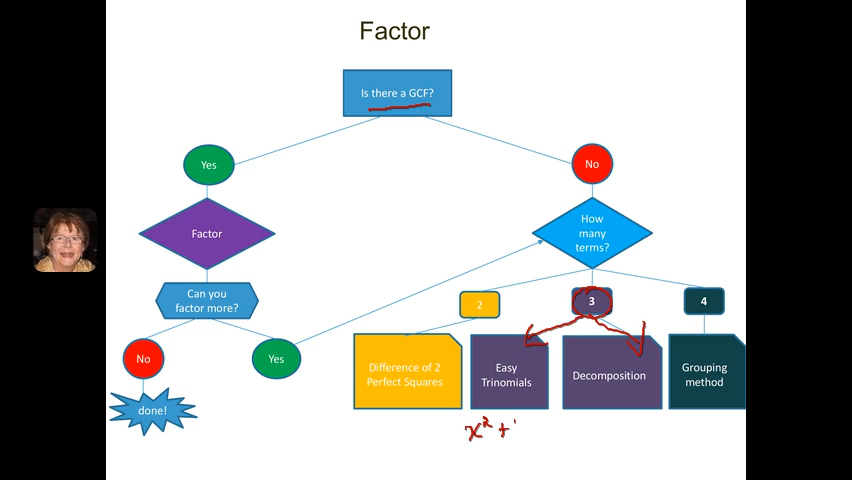 Factor
Is there a GCF?
Yes
No
Factor
How
many
terms?
Can you
factor more?
2
3
4
No
Yes
Difference of 2
Perfect Squares
Easy
Trinomials
Decomposition
Grouping
method
done!
x² +